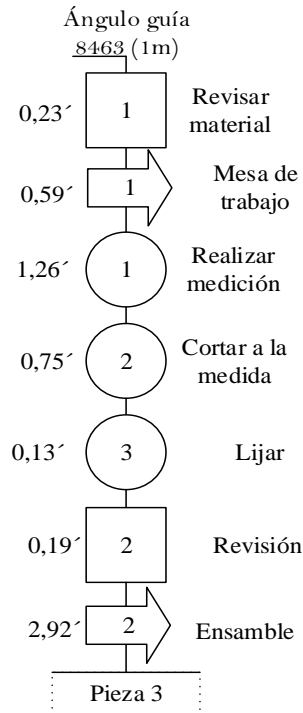 Ángulo guía
8463 (1m)
0,23´ 1 Revisar
material
0,59´ 1 Mesa de
trabajo
1,26´ 1 Realizar
medición
0,75´ 2 Cortar a la
medida
0,13´ 3 Lijar
0,19´ 2 Revisión
2,92´ 2 Ensamble
Pieza 3